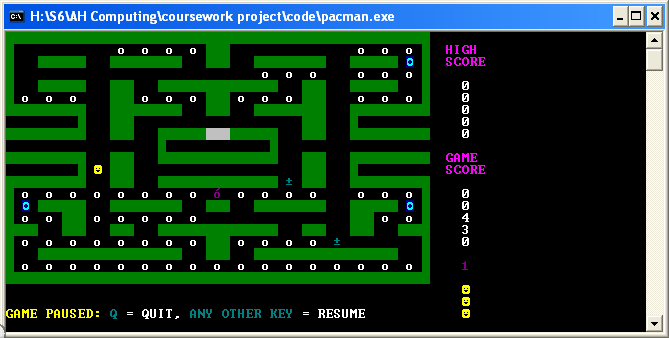 H:\S6\AH Computing\coursework project\code\pacman.exe
HIGH
SCORE
0
0
0
0
0
GAME
SCORE
0
0
4
3
0
1
GAME PAUSED: Q = QUIT, ANY OTHER KEY = RESUME